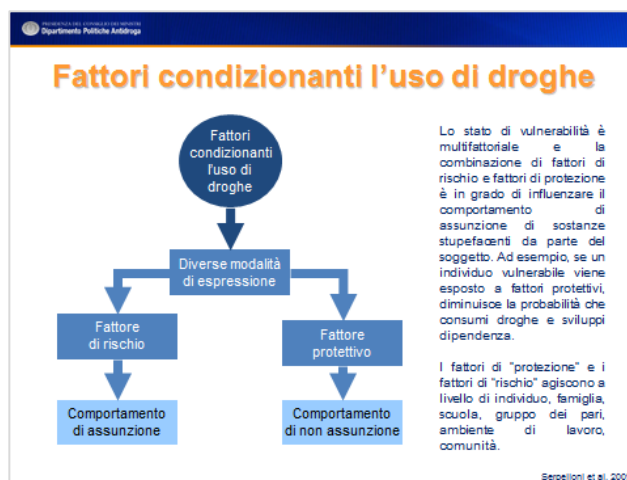 PRESIDENZA DEL CONSIGLIO DEI MINISTRI
Dipartimento Politiche Antidroga
Fattori condizionanti l'uso di droghe
Fattori
condizionanti
l'uso di
droghe
Diverse modalità
di espressione
Fattore
di rischio
Fattore
protettivo
Comportamento
di assunzione
Comportamento
di non assunzione
Lo stato di vulnerabilità è
multifattoriale e la
combinazione di fattori di
rischio e fattori di protezione
è in grado di influenzare il
comportamento di
assunzione di sostanze
stupefacenti da parte del
soggetto. Ad esempio, se un
individuo vulnerabile viene
esposto a fattori protettivi,
diminuisce la probabilità che
consumi droghe e sviluppi
dipendenza.
I fattori di "protezione" e i
fattori di "rischio" agiscono a
livello di individuo, famiglia,
scuola, gruppo dei pari,
ambiente di lavoro,
comunità.
Serpelloni et al. 200